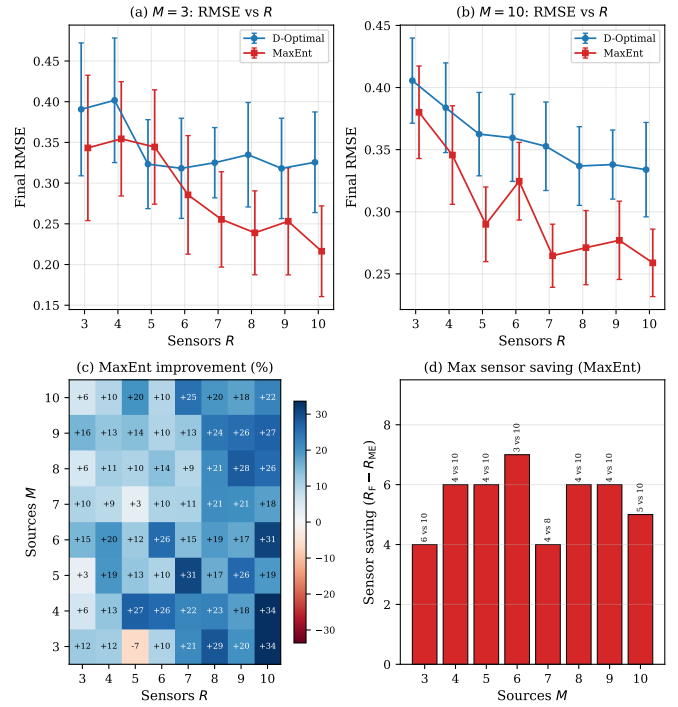 (a) M = 3: RMSE vs R
D-Optimal
MaxEnt
Final RMSE
0.45
0.40
0.35
0.30
0.25
0.20
0.15
3 4 5 6 7 8 9 10
Sensors R
(b) M = 10: RMSE vs R
D-Optimal
MaxEnt
Final RMSE
0.45
0.40
0.35
0.30
0.25
3 4 5 6 7 8 9 10
Sensors R
(c) MaxEnt improvement (%)
Sources M
10 +6 +10 +20 +10 +25 +20 +18 +22
9 +16 +13 +14 +10 +13 +24 +26 +27
8 +6 +11 +10 +14 +9 +21 +28 +26
7 +10 +9 +3 +10 +11 +21 +21 +18
6 +15 +20 +12 +26 +16 +19 +10 +31
5 +3 +19 +13 +10 +31 +17 +26 +19
4 +6 +13 +27 +26 +22 +23 +18 +34
3 +12 +12 -7 +10 +21 +29 +20 +34
3 4 5 6 7 8 9 10
Sensors R
30
20
10
0
−10
−20
−30
(d) Max sensor saving (MaxEnt)
Sensor saving (R_F − R_ME)
8
6
4
2
0
6 vs 10
4 vs 10
4 vs 10
3 vs 10
4 vs 8
4 vs 10
4 vs 10
5 vs 10
3 4 5 6 7 8 9 10
Sources M